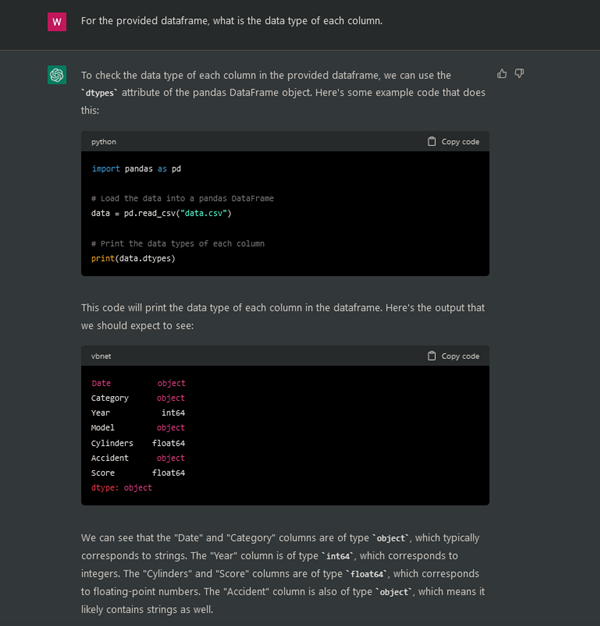 W
For the provided dataframe, what is the data type of each column.
To check the data type of each column in the provided dataframe, we can use the
`dtypes` attribute of the pandas DataFrame object. Here's some example code that does
this:
python
Copy code
import pandas as pd
# Load the data into a pandas DataFrame
data = pd.read_csv("data.csv")
# Print the data types of each column
print(data.dtypes)
This code will print the data type of each column in the dataframe. Here's the output that
we should expect to see:
vbnet
Copy code
Date object
Category object
Year int64
Model object
Cylinders float64
Accident object
Score float64
dtype: object
We can see that the "Date" and "Category" columns are of type `object`, which typically
corresponds to strings. The "Year" column is of type `int64`, which corresponds to
integers. The "Cylinders" and "Score" columns are of type `float64`, which corresponds
to floating-point numbers. The "Accident" column is also of type `object`, which means it
likely contains strings as well.